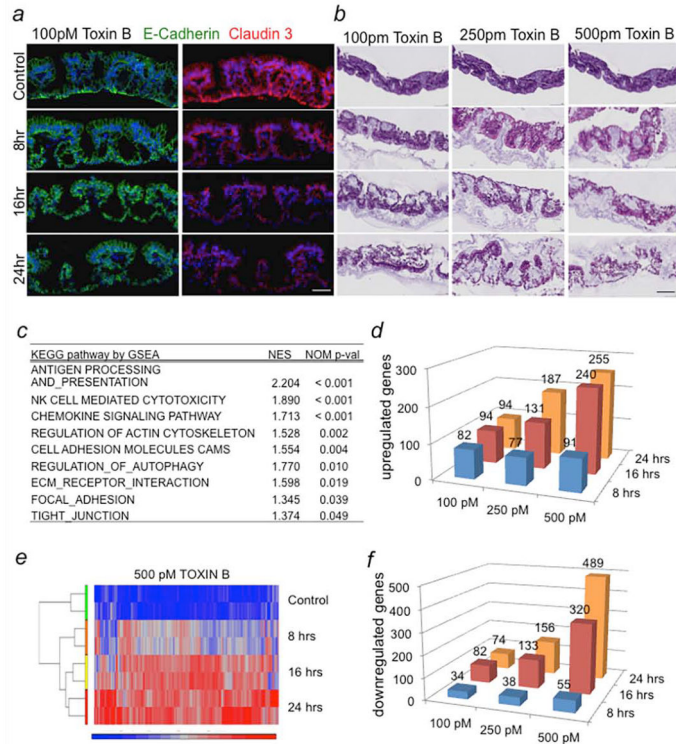 a
b
100pM Toxin B E-Cadherin Claudin 3
100pm Toxin B 250pm Toxin B 500pm Toxin B
Control
8hr
16hr
24hr
c
KEGG pathway by GSEA NES NOM p-val
ANTIGEN PROCESSING
AND_PRESENTATION 2.204 < 0.001
NK CELL MEDIATED CYTOTOXICITY 1.890 < 0.001
CHEMOKINE SIGNALING PATHWAY 1.713 < 0.001
REGULATION OF ACTIN CYTOSKELETON 1.528 0.002
CELL ADHESION MOLECULES CAMS 1.554 0.004
REGULATION_OF_AUTOPHAGY 1.770 0.010
ECM_RECEPTOR_INTERACTION 1.598 0.019
FOCAL_ADHESION 1.345 0.039
TIGHT_JUNCTION 1.374 0.049
d
upregulated genes
300
200
100
0
82 94 94
77 131 187
91 240 255
100 pM
250 pM
500 pM
8 hrs
16 hrs
24 hrs
e
500 pM TOXIN B
Control
8 hrs
16 hrs
24 hrs
f
downregulated genes
500
400
300
200
100
0
34 82 74
38 133 156
55 320 489
100 pM
250 pM
500 pM
8 hrs
16 hrs
24 hrs